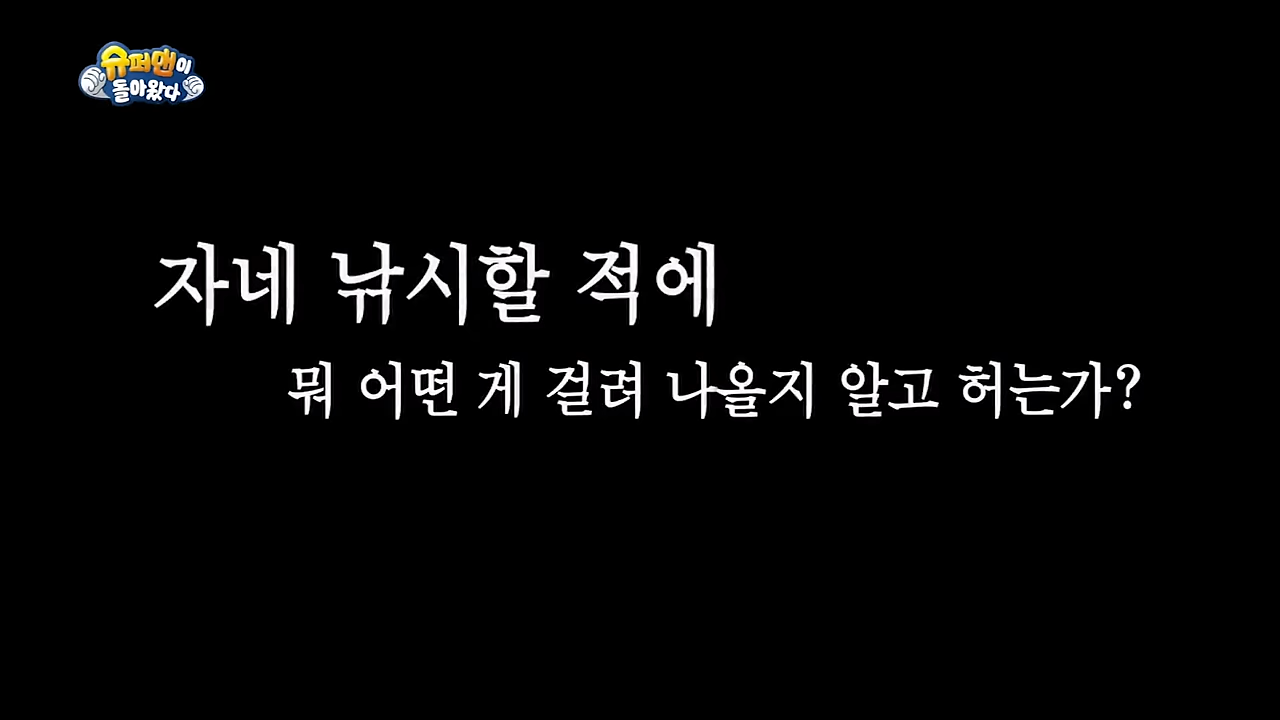 슈퍼맨이
돌아왔다
자네 낚시할 적에
뭐 어떤 게 걸려 나올지 알고 허는가?